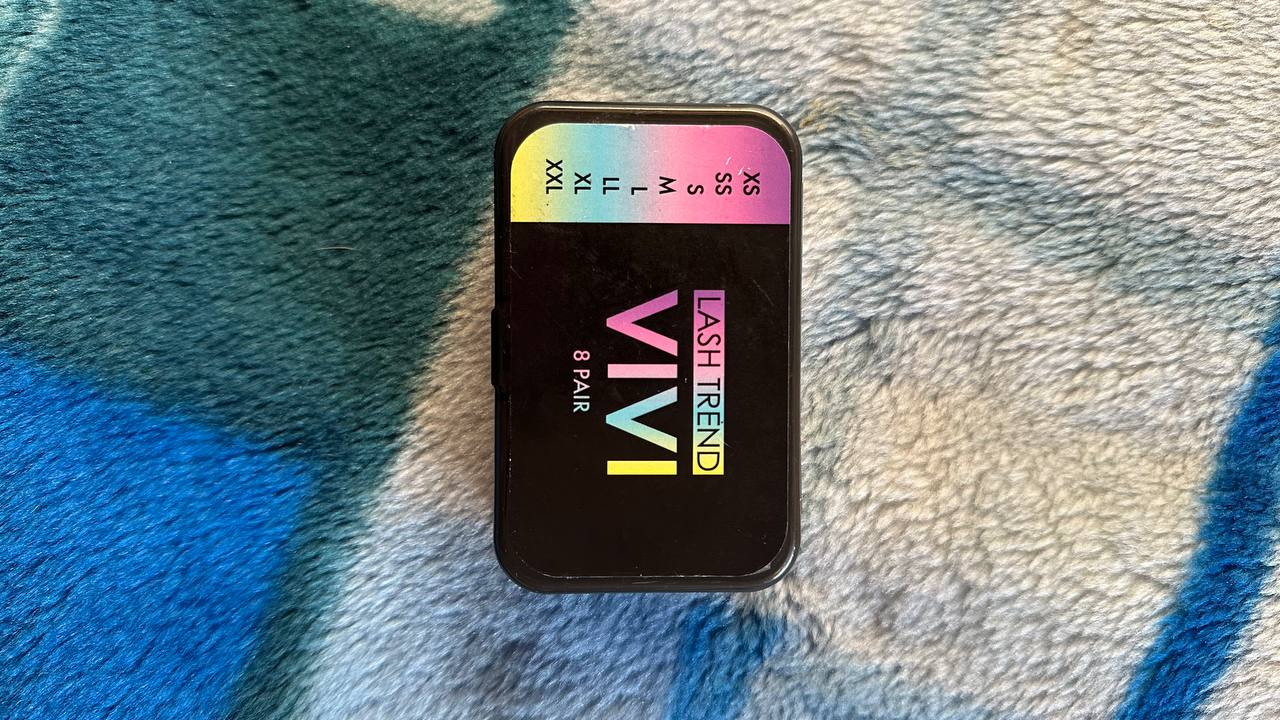 XS
SS
S
M
L
LL
XL
XXL
LASH TREND
VIVI
8 PAIR